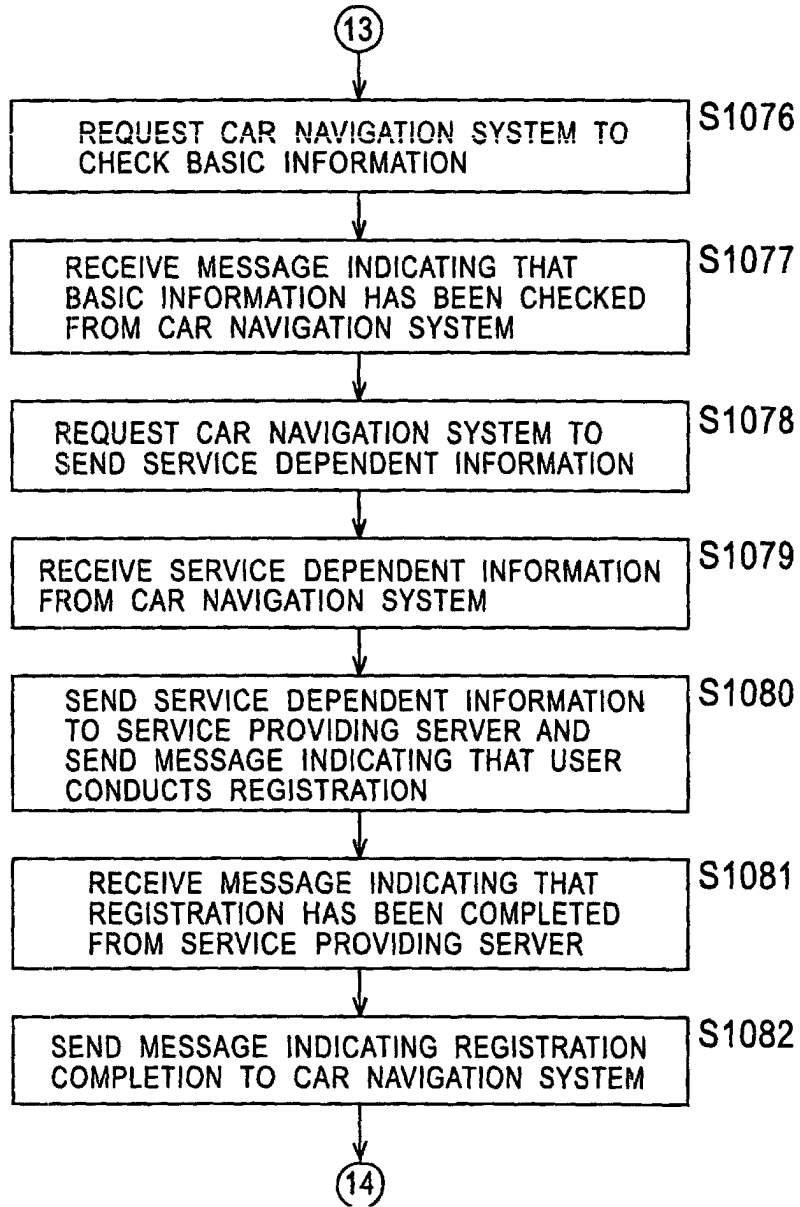 13
S1076
REQUEST CAR NAVIGATION SYSTEM TO
CHECK BASIC INFORMATION
S1077
RECEIVE MESSAGE INDICATING THAT
BASIC INFORMATION HAS BEEN CHECKED
FROM CAR NAVIGATION SYSTEM
S1078
REQUEST CAR NAVIGATION SYSTEM TO
SEND SERVICE DEPENDENT INFORMATION
S1079
RECEIVE SERVICE DEPENDENT INFORMATION
FROM CAR NAVIGATION SYSTEM
S1080
SEND SERVICE DEPENDENT INFORMATION
TO SERVICE PROVIDING SERVER AND
SEND MESSAGE INDICATING THAT USER
CONDUCTS REGISTRATION
S1081
RECEIVE MESSAGE INDICATING THAT
REGISTRATION HAS BEEN COMPLETED
FROM SERVICE PROVIDING SERVER
S1082
SEND MESSAGE INDICATING REGISTRATION
COMPLETION TO CAR NAVIGATION SYSTEM
14